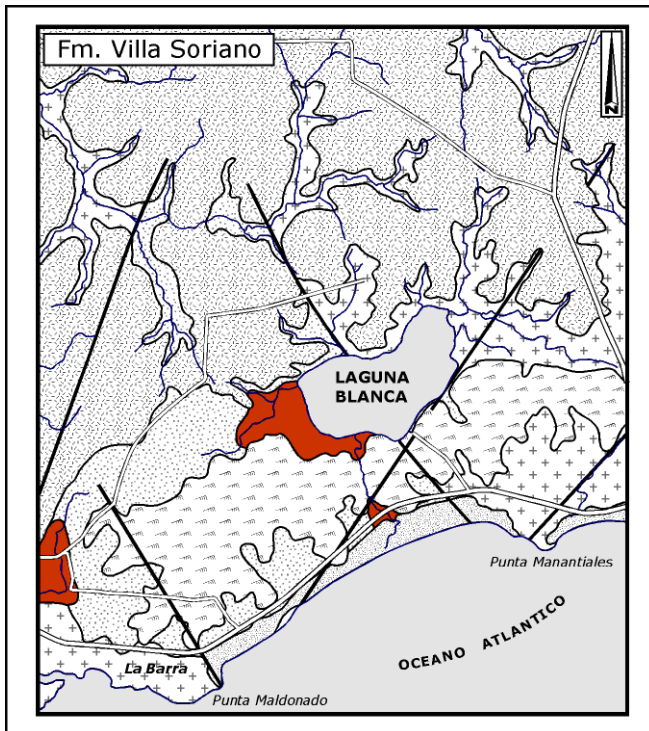 Fm. Villa Soriano
N
LAGUNA
BLANCA
Punta Manantiales
OCEANO ATLANTICO
La Barra
Punta Maldonado